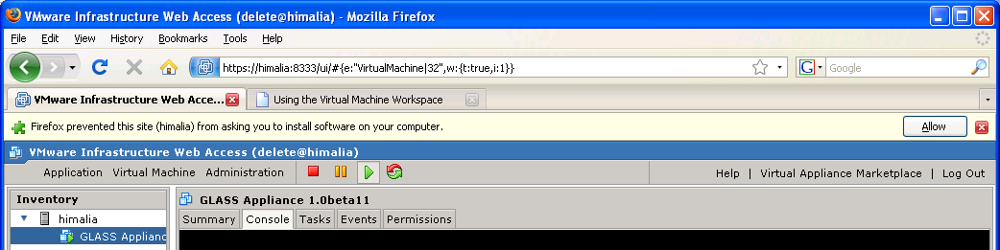 VMware Infrastructure Web Access (delete@himalia) - Mozilla Firefox
File Edit View History Bookmarks Tools Help
https://himalia:8333/ui/#{e:"VirtualMachine|32",w:{t:true,i:1}} G Google
VMware Infrastructure Web Acce... Using the Virtual Machine Workspace
Firefox prevented this site (himalia) from asking you to install software on your computer. Allow
VMware Infrastructure Web Access (delete@himalia)
Application Virtual Machine Administration Help | Virtual Appliance Marketplace | Log Out
Inventory GLASS Appliance 1.0beta11
himalia Summary Console Tasks Events Permissions
GLASS Applianc